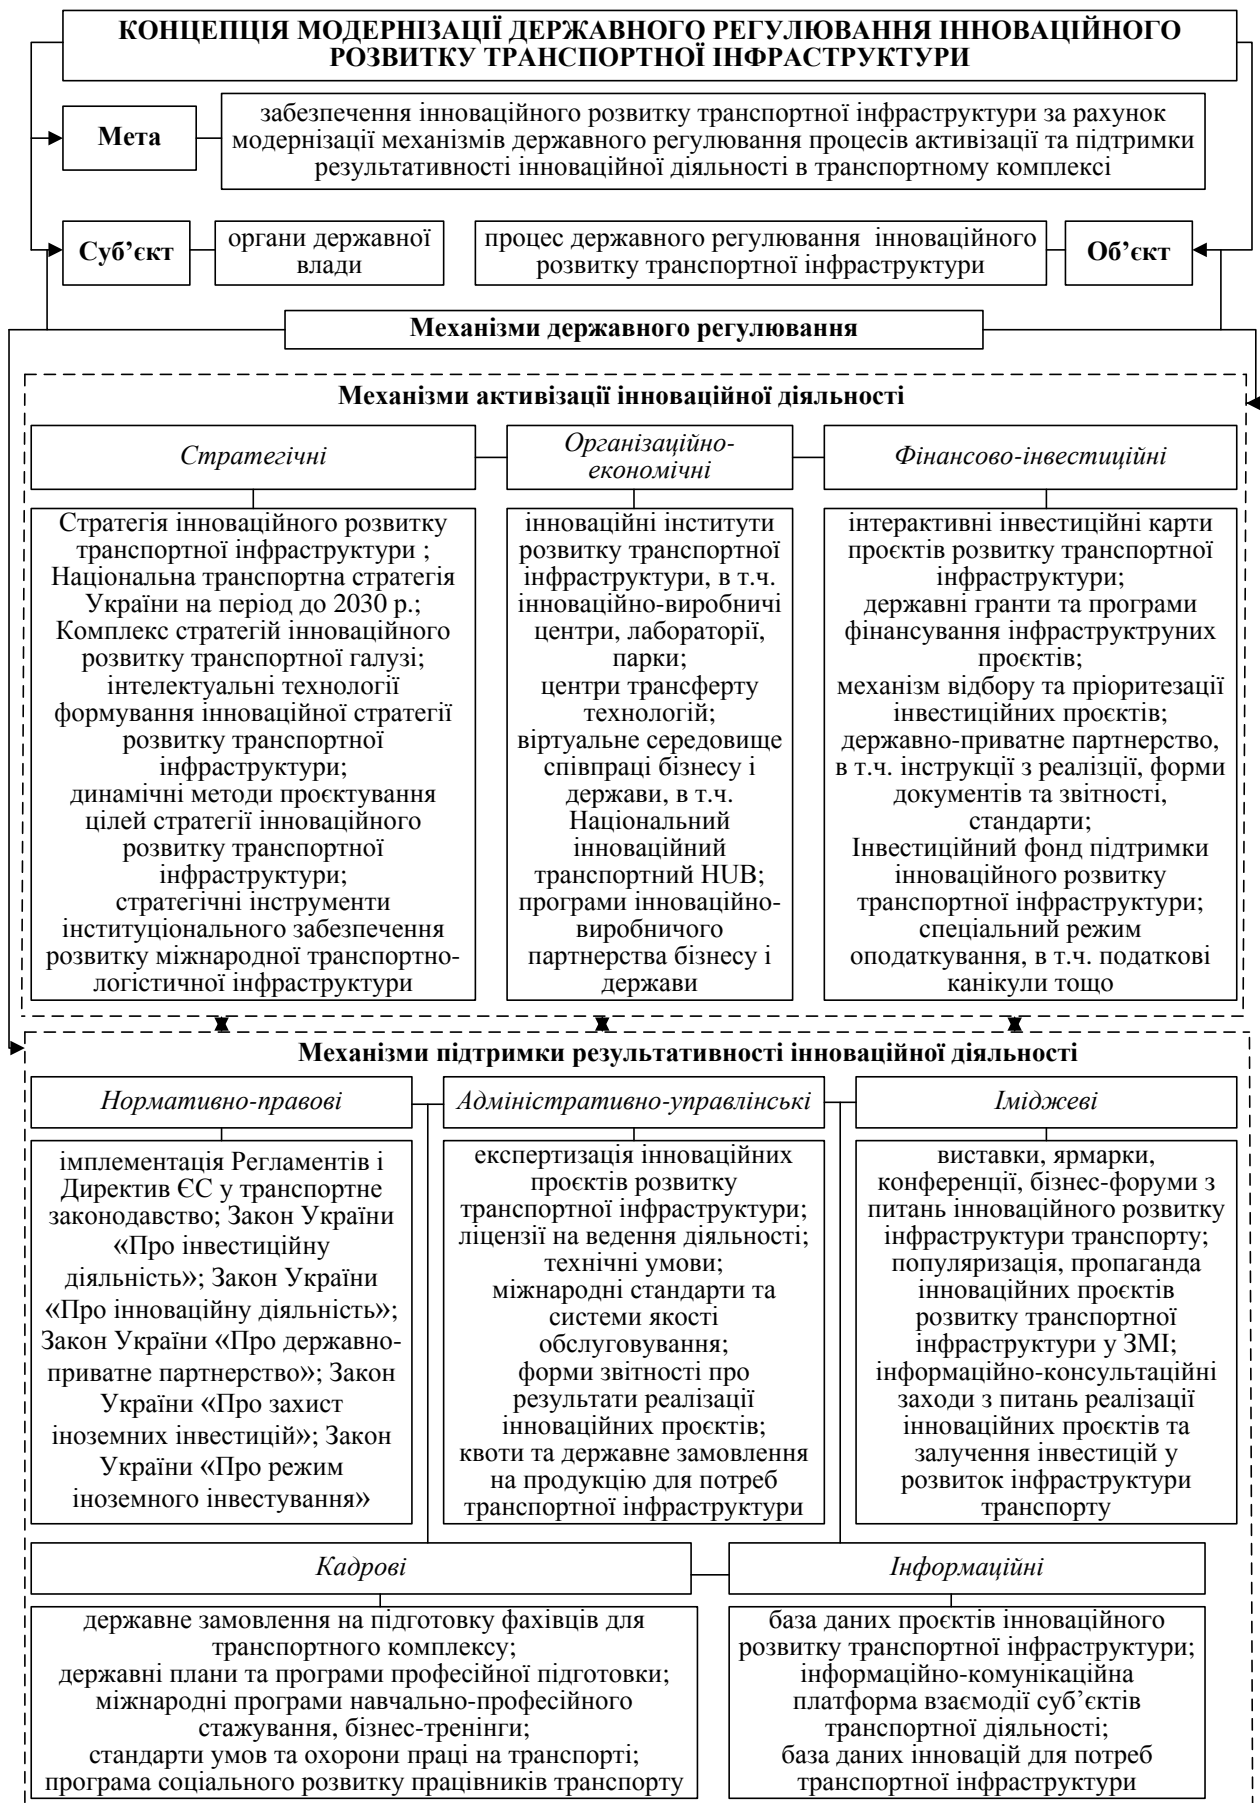 КОНЦЕПЦІЯ МОДЕРНІЗАЦІЇ ДЕРЖАВНОГО РЕГУЛЮВАННЯ ІННОВАЦІЙНОГО
РОЗВИТКУ ТРАНСПОРТНОЇ ІНФРАСТРУКТУРИ
Мета
забезпечення інноваційного розвитку транспортної інфраструктури за рахунок
модернізації механізмів державного регулювання процесів активізації та підтримки
результативності інноваційної діяльності в транспортному комплексі
Суб’єкт
органи державної
влади
процес державного регулювання інноваційного
розвитку транспортної інфраструктури
Об’єкт
Механізми державного регулювання
Механізми активізації інноваційної діяльності
Стратегічні
Організаційно-
економічні
Фінансово-інвестиційні
Стратегія інноваційного розвитку
транспортної інфраструктури ;
Національна транспортна стратегія
України на період до 2030 р.;
Комплекс стратегій інноваційного
розвитку транспортної галузі;
інтелектуальні технології
формування інноваційної стратегії
розвитку транспортної
інфраструктури;
динамічні методи проєктування
цілей стратегії інноваційного
розвитку транспортної
інфраструктури;
стратегічні інструменти
інституціонального забезпечення
розвитку міжнародної транспортно-
логістичної інфраструктури
інноваційні інститути
розвитку транспортної
інфраструктури, в т.ч.
інноваційно-виробничі
центри, лабораторії,
парки;
центри трансферту
технологій;
віртуальне середовище
співпраці бізнесу і
держави, в т.ч.
Національний
інноваційний
транспортний HUB;
програми інноваційно-
виробничого
партнерства бізнесу і
держави
інтерактивні інвестиційні карти
проєктів розвитку транспортної
інфраструктури;
державні гранти та програми
фінансування інфраструктруних
проєктів;
механізм відбору та пріоритезації
інвестиційних проєктів;
державно-приватне партнерство,
в т.ч. інструкції з реалізції, форми
документів та звітності,
стандарти;
Інвестиційний фонд підтримки
інноваційного розвитку
транспортної інфраструктури;
спеціальний режим
оподаткування, в т.ч. податкові
канікули тощо
Механізми підтримки результативності інноваційної діяльності
Нормативно-правові
Адміністративно-управлінські
Іміджеві
імплементація Регламентів і
Директив ЄС у транспортне
законодавство; Закон України
«Про інвестиційну
діяльність»; Закон України
«Про інноваційну діяльність»;
Закон України «Про державно-
приватне партнерство»; Закон
України «Про захист
іноземних інвестицій»; Закон
України «Про режим
іноземного інвестування»
експертизація інноваційних
проєктів розвитку
транспортної інфраструктури;
ліцензії на ведення діяльності;
технічні умови;
міжнародні стандарти та
системи якості
обслуговування;
форми звітності про
результати реалізації
інноваційних проєктів;
квоти та державне замовлення
на продукцію для потреб
транспортної інфраструктури
виставки, ярмарки,
конференції, бізнес-форуми з
питань інноваційного розвитку
інфраструктури транспорту;
популяризація, пропаганда
інноваційних проєктів
розвитку транспортної
інфраструктури у ЗМІ;
інформаційно-консультаційні
заходи з питань реалізації
інноваційних проєктів та
залучення інвестицій у
розвиток інфраструктури
транспорту
Кадрові
Інформаційні
державне замовлення на підготовку фахівців для
транспортного комплексу;
державні плани та програми професійної підготовки;
міжнародні програми навчально-професійного
стажування, бізнес-тренінги;
стандарти умов та охорони праці на транспорті;
програма соціального розвитку працівників транспорту
база даних проєктів інноваційного
розвитку транспортної інфраструктури;
інформаційно-комунікаційна
платформа взаємодії суб’єктів
транспортної діяльності;
база даних інновацій для потреб
транспортної інфраструктури